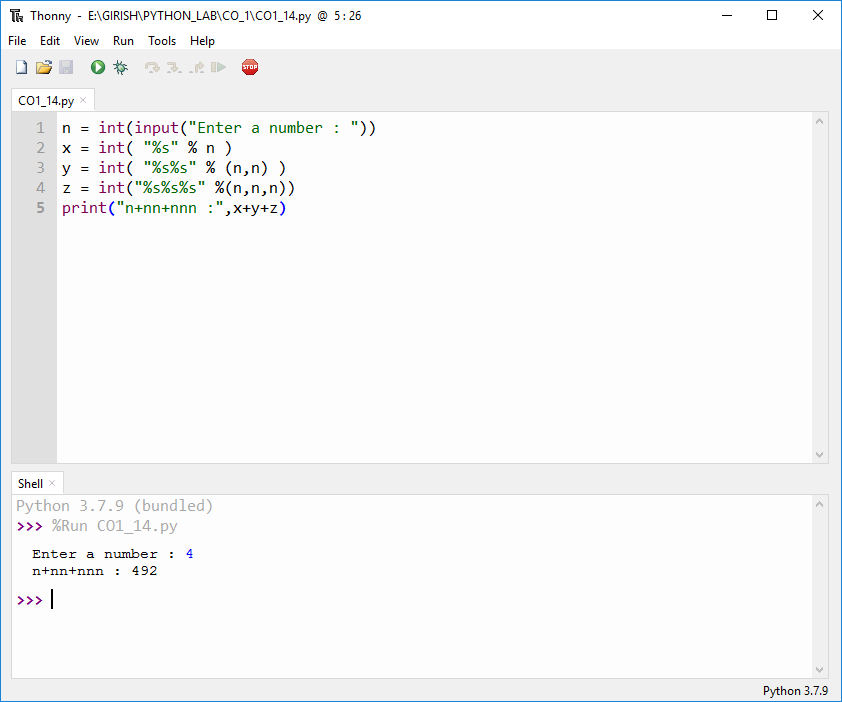 Thonny - E:\GIRISH\PYTHON_LAB\CO_1\CO1_14.py @ 5 : 26
File Edit View Run Tools Help
STOP
CO1_14.py ×
1 n = int(input("Enter a number : "))
2 x = int( "%s" % n )
3 y = int( "%s%s" % (n,n) )
4 z = int("%s%s%s" %(n,n,n))
5 print("n+nn+nnn :",x+y+z)
Shell ×
Python 3.7.9 (bundled)
>>> %Run CO1_14.py
Enter a number : 4
n+nn+nnn : 492
>>>
Python 3.7.9